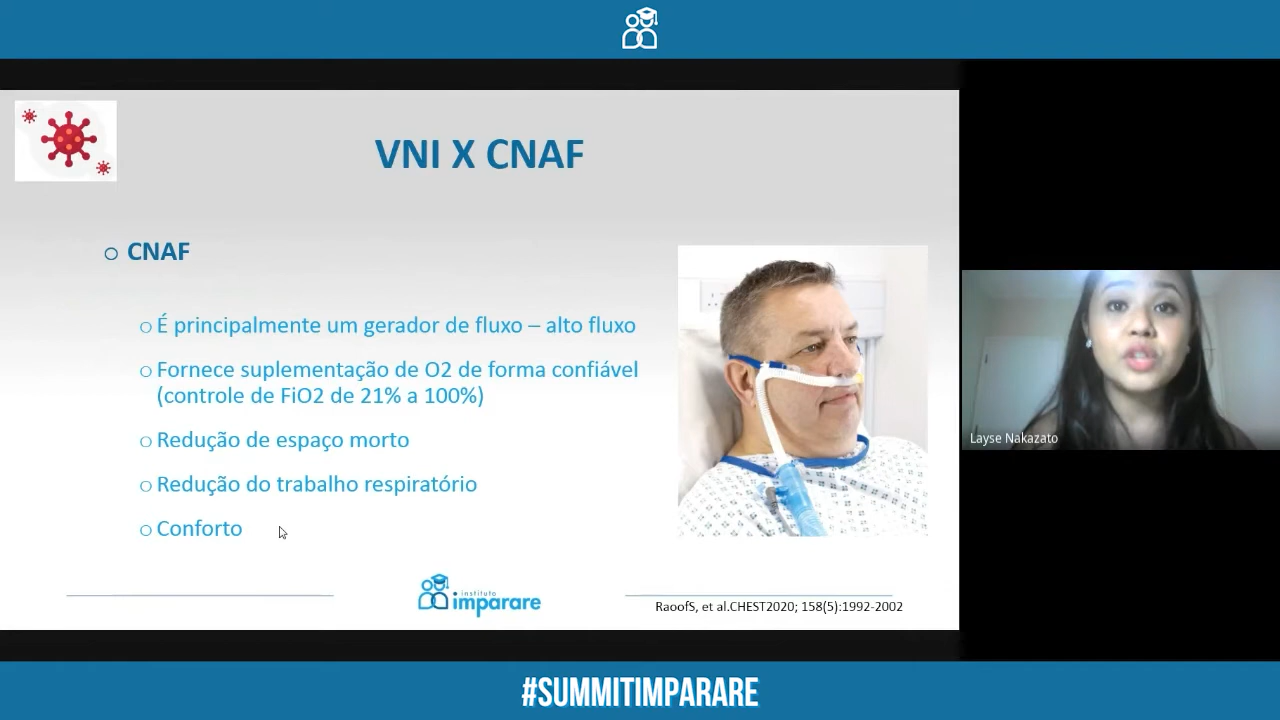 VNI X CNAF
o CNAF
o É principalmente um gerador de fluxo – alto fluxo
o Fornece suplementação de O2 de forma confiável
(controle de FiO2 de 21% a 100%)
o Redução de espaço morto
o Redução do trabalho respiratório
o Conforto
instituto
imparare
RaoofS, et al.CHEST2020; 158(5):1992-2002
Layse Nakazato
#SUMMITIMPARARE